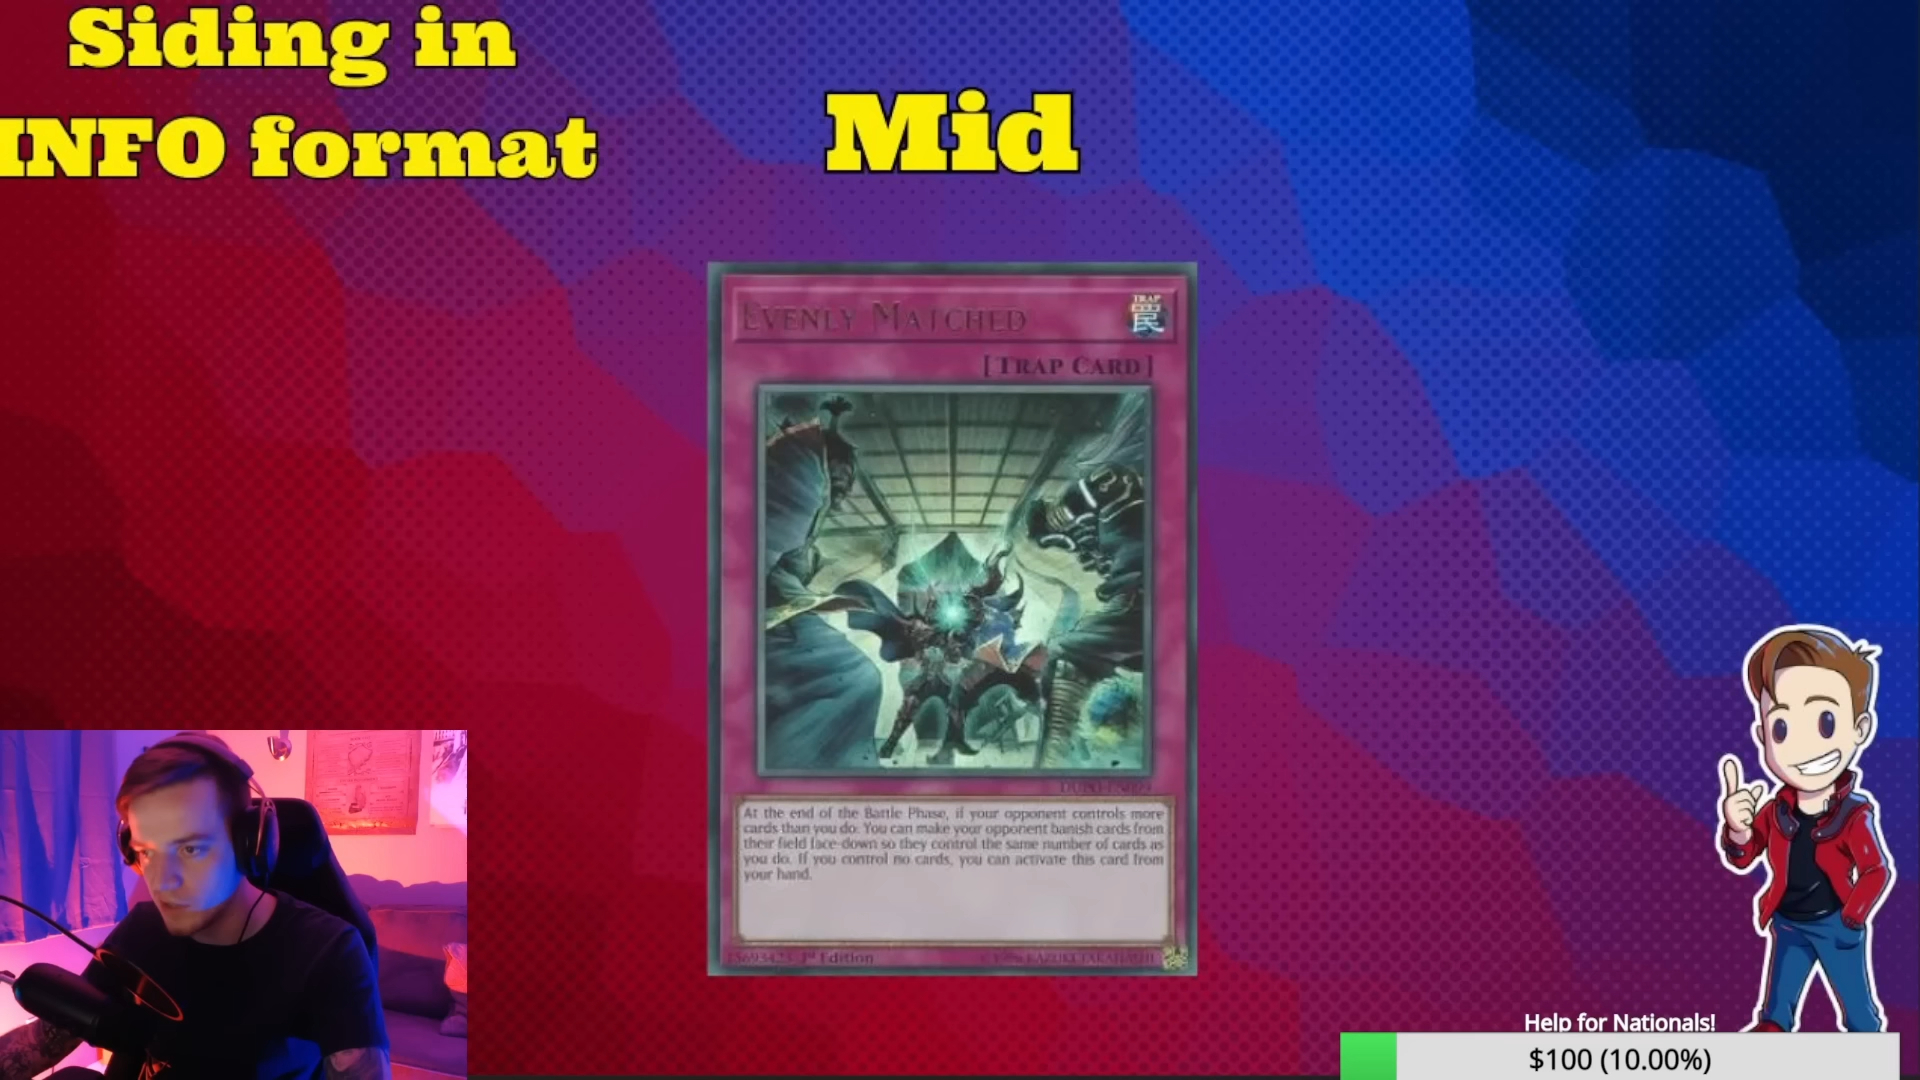 Siding in
INFO format
Mid
EVENLY MATCHED
TRAP
罠
[TRAP CARD]
At the end of the Battle Phase, if your opponent controls more
cards than you do: You can make your opponent banish cards from
their field face-down so they control the same number of cards as
you do. If you control no cards, you can activate this card from
your hand.
1st Edition
Help for Nationals!
$100 (10.00%)